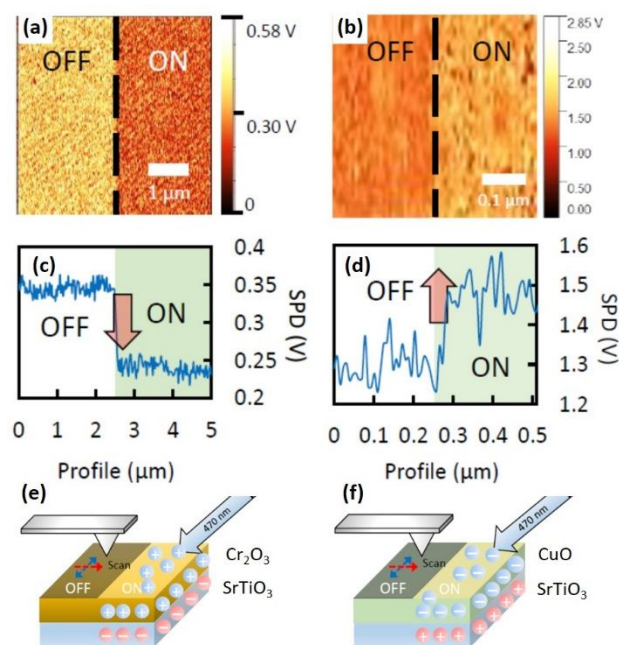 (a)
OFF
ON
1 μm
0.58 V
0.30 V
0
(b)
OFF
ON
0.1 μm
2.85 V
2.50
2.00
1.50
1.00
0.50
0.00
(c)
OFF
ON
0.4
0.35
0.3
0.25
0.2
SPD (V)
0 1 2 3 4 5
Profile (μm)
(d)
OFF
ON
1.6
1.5
1.4
1.3
1.2
SPD (V)
0 0.1 0.2 0.3 0.4 0.5
Profile (μm)
(e)
470 nm
Scan
OFF
ON
Cr₂O₃
SrTiO₃
(f)
470 nm
Scan
OFF
ON
CuO
SrTiO₃